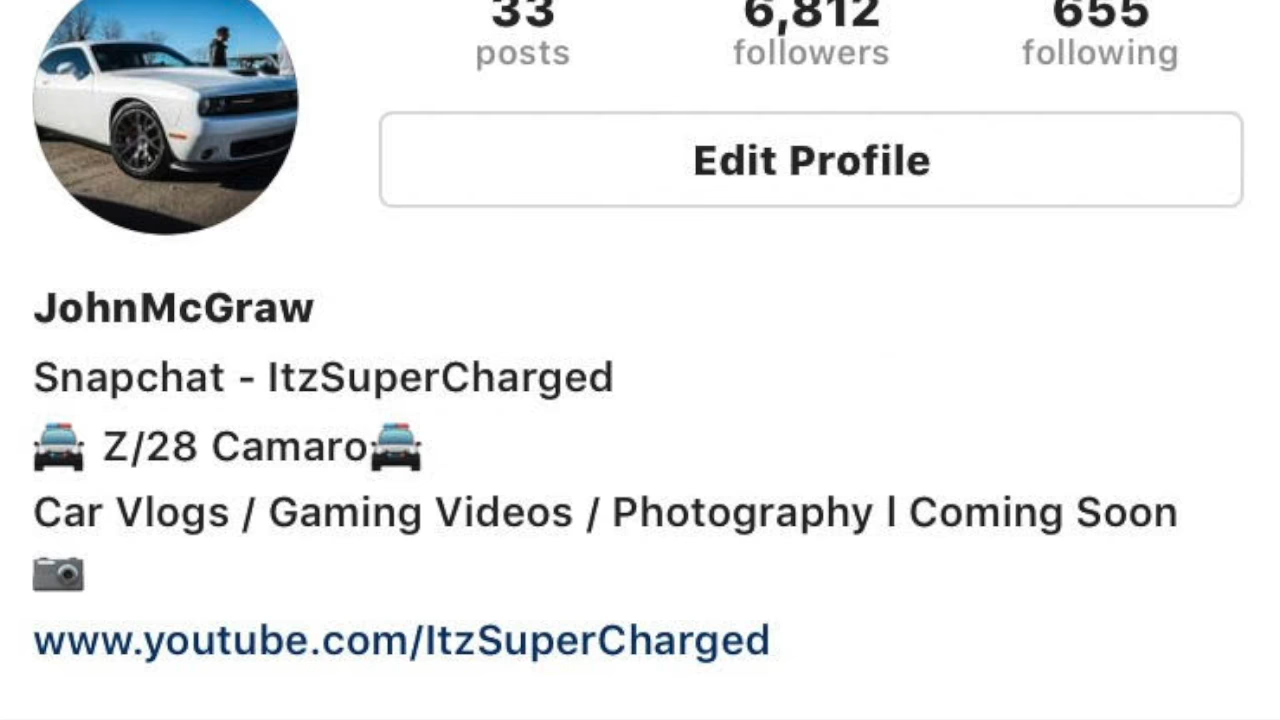 33 6,812 655
posts followers following
Edit Profile
JohnMcGraw
Snapchat - ItzSuperCharged
🚔 Z/28 Camaro🚔
Car Vlogs / Gaming Videos / Photography l Coming Soon
📷
www.youtube.com/ItzSuperCharged